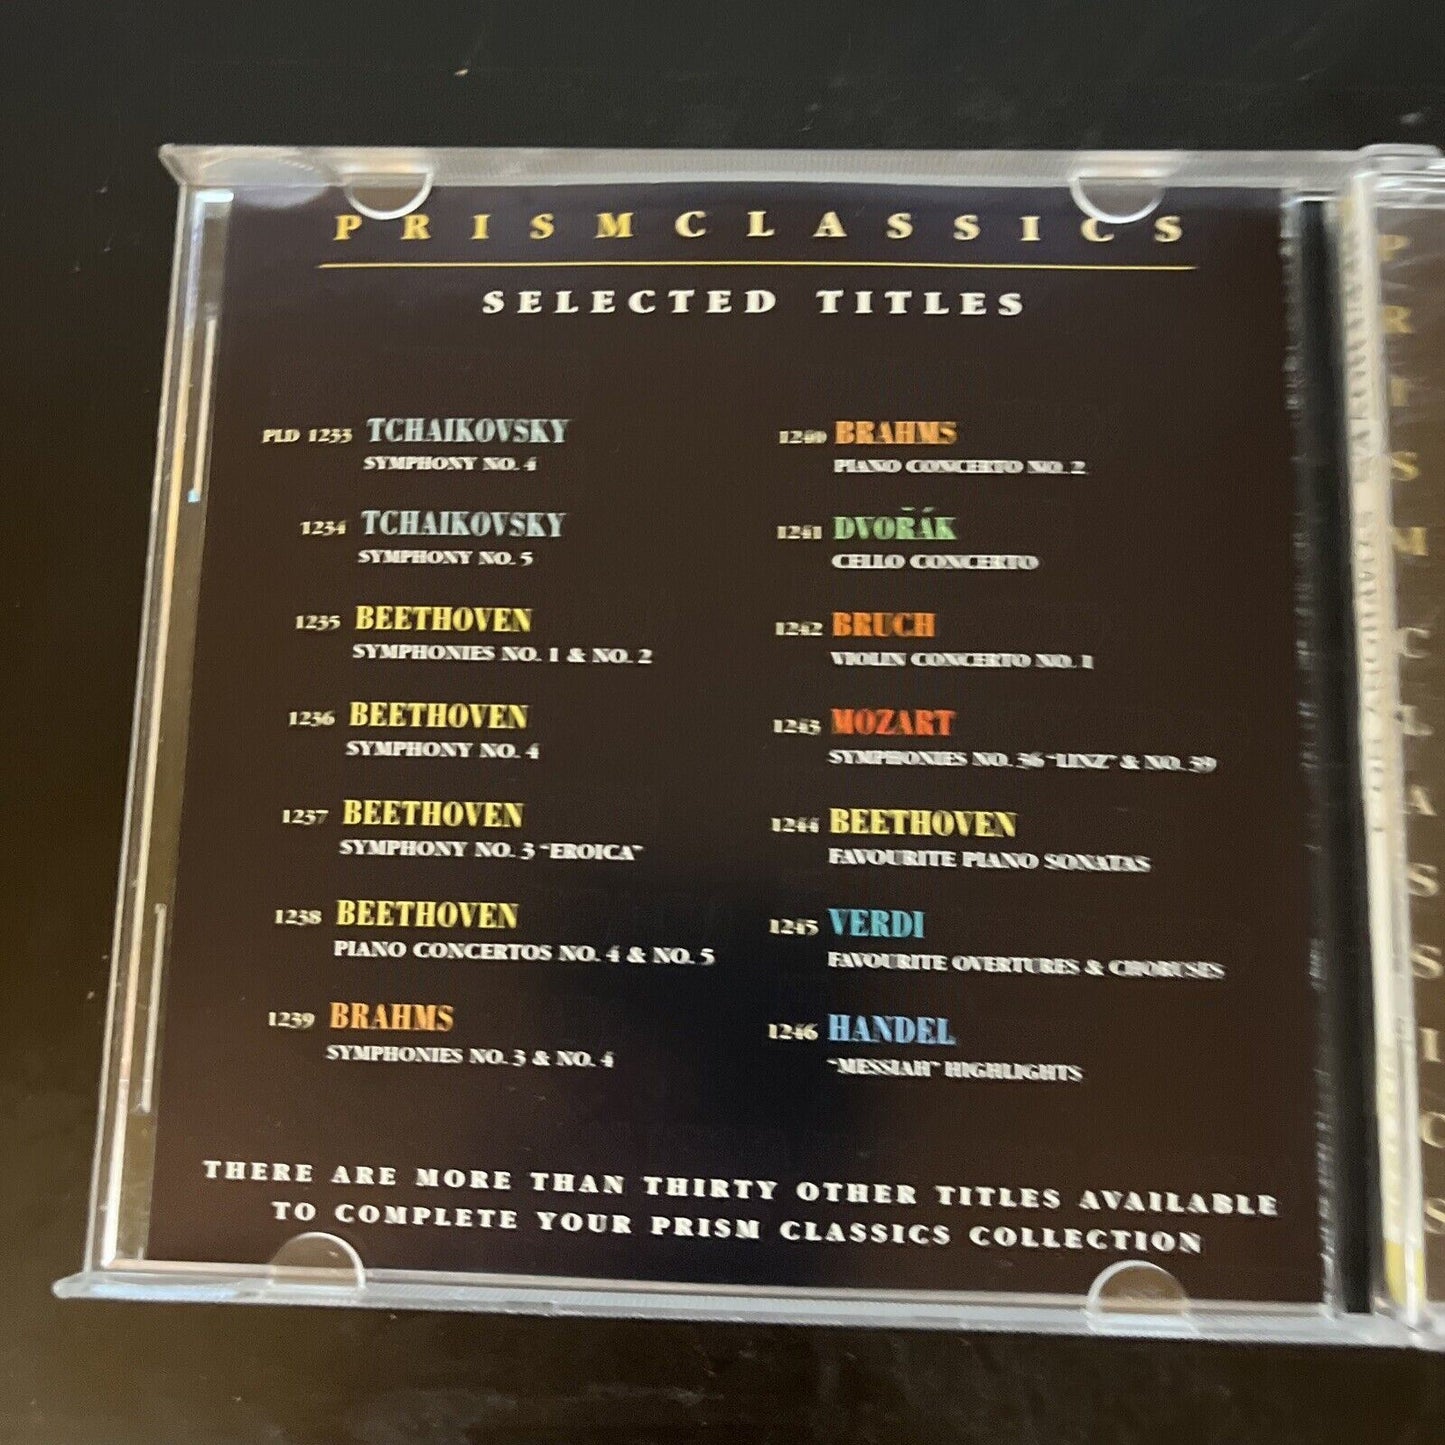 PRISM CLASSICS
SELECTED TITLES
PLD 1233 TCHAIKOVSKY
SYMPHONY NO. 4
1234 TCHAIKOVSKY
SYMPHONY NO. 5
1235 BEETHOVEN
SYMPHONIES NO. 1 & NO. 2
1236 BEETHOVEN
SYMPHONY NO. 4
1237 BEETHOVEN
SYMPHONY NO. 3 "EROICA"
1238 BEETHOVEN
PIANO CONCERTOS NO. 4 & NO. 5
1239 BRAHMS
SYMPHONIES NO. 3 & NO. 4
1240 BRAHMS
PIANO CONCERTO NO. 2
1241 DVOŘÁK
CELLO CONCERTO
1242 BRUCH
VIOLIN CONCERTO NO. 1
1243 MOZART
SYMPHONIES NO. 36 "LINZ" & NO. 39
1244 BEETHOVEN
FAVOURITE PIANO SONATAS
1245 VERDI
FAVOURITE OVERTURES & CHORUSES
1246 HANDEL
"MESSIAH" HIGHLIGHTS
THERE ARE MORE THAN THIRTY OTHER TITLES AVAILABLE
TO COMPLETE YOUR PRISM CLASSICS COLLECTION
PRISM CLASSICS